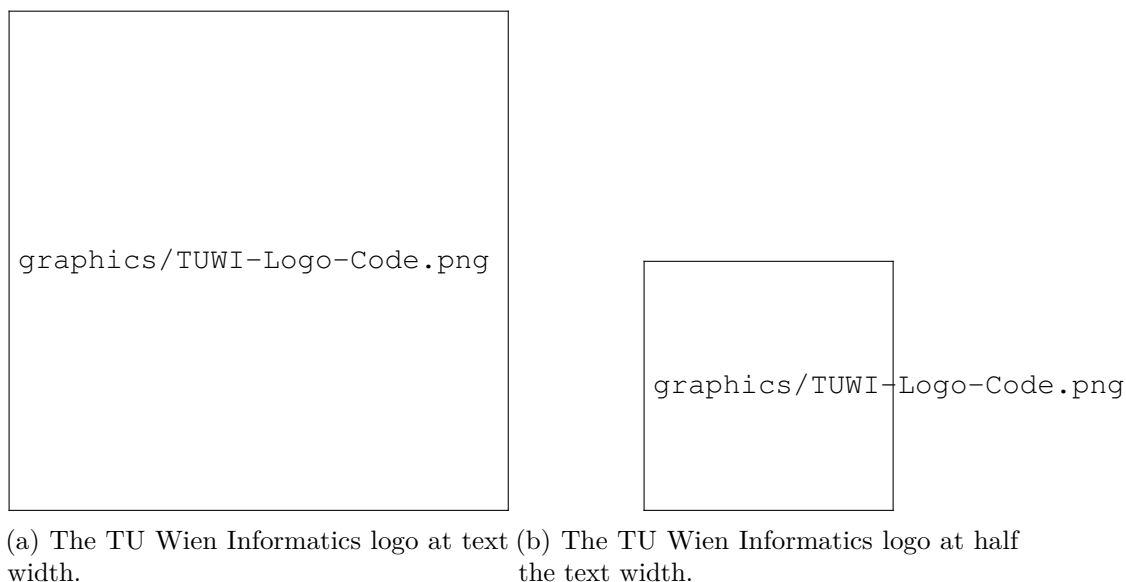 graphics/TUWI-Logo-Code.png
graphics/TUWI-Logo-Code.png
(a) The TU Wien Informatics logo at text
width.
(b) The TU Wien Informatics logo at half
the text width.